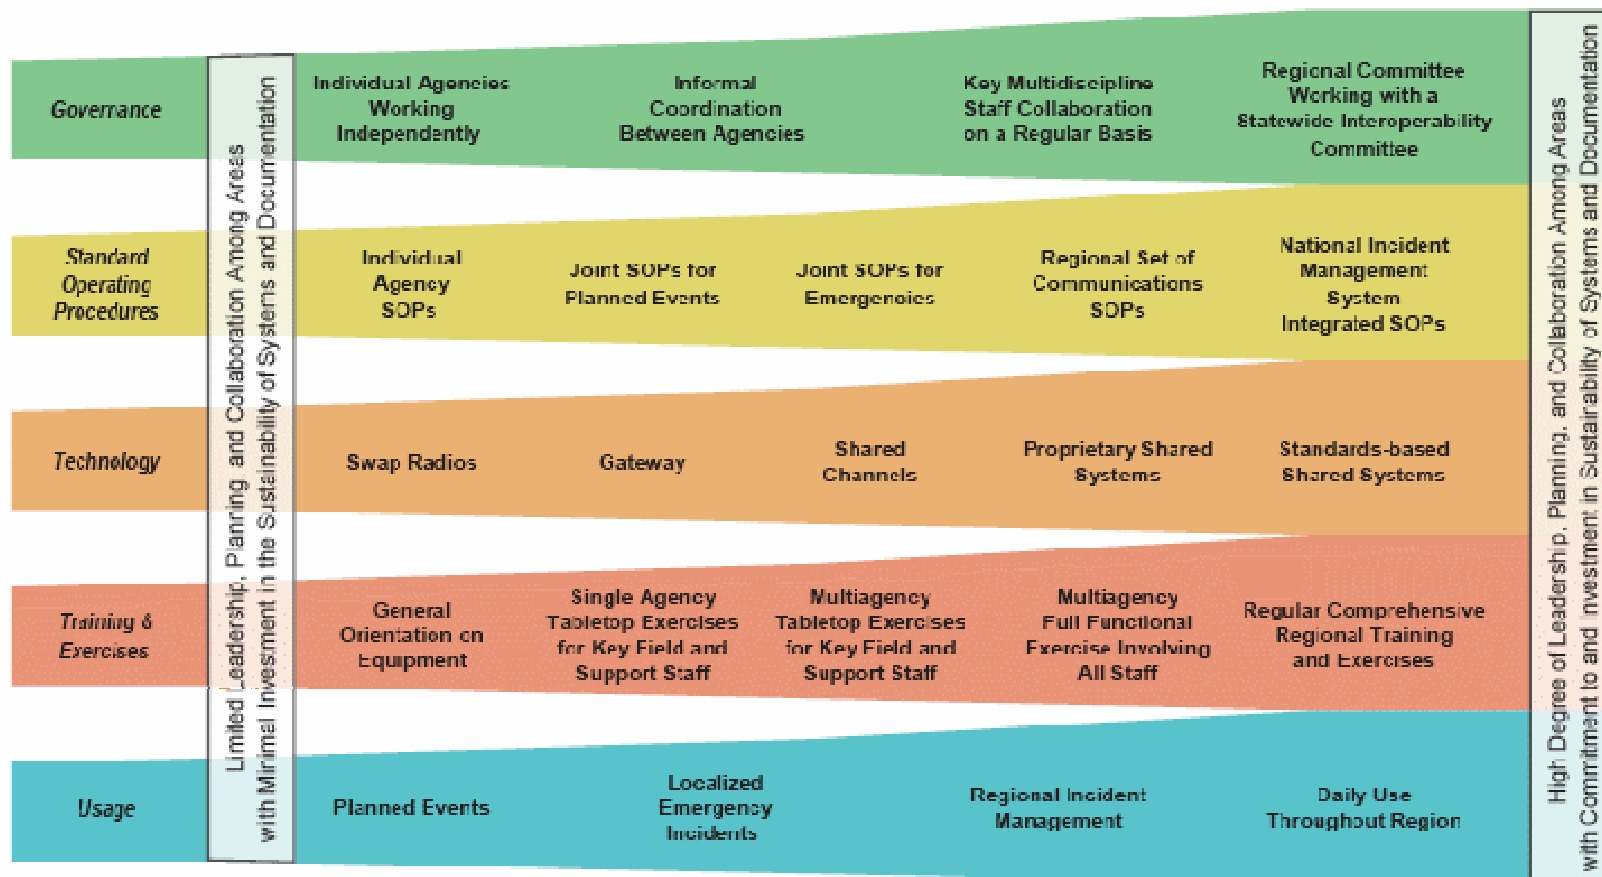 Governance
Limited Leadership, Planning, and Collaboration Among Areas
with Minimal Investment in the Sustainability of Systems and Documentation
Individual Agencies
Working
Independently
Informal
Coordination
Between Agencies
Key Multidiscipline
Staff Collaboration
on a Regular Basis
Regional Committee
Working with a
Statewide Interoperability
Committee
High Degree of Leadership, Planning, and Collaboration Among Areas
with Commitment to and Investment in Sustainability of Systems and Documentation
Standard
Operating
Procedures
Individual
Agency
SOPs
Joint SOPs for
Planned Events
Joint SOPs for
Emergencies
Regional Set of
Communications
SOPs
National Incident
Management
System
Integrated SOPs
Technology
Swap Radios
Gateway
Shared
Channels
Proprietary Shared
Systems
Standards-based
Shared Systems
Training &
Exercises
General
Orientation on
Equipment
Single Agency
Tabletop Exercises
for Key Field and
Support Staff
Multiagency
Tabletop Exercises
for Key Field and
Support Staff
Multiagency
Full Functional
Exercise Involving
All Staff
Regular Comprehensive
Regional Training
and Exercises
Usage
Planned Events
Localized
Emergency
Incidents
Regional Incident
Management
Daily Use
Throughout Region